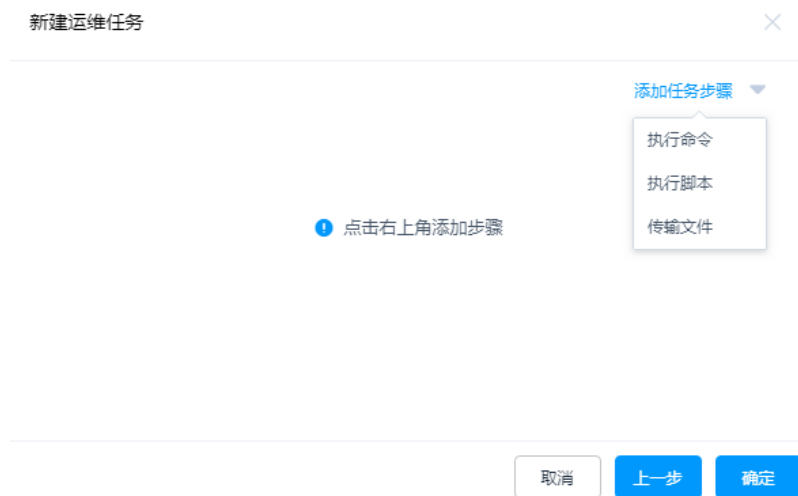 新建运维任务
添加任务步骤
执行命令
执行脚本
传输文件
点击右上角添加步骤
取消
上一步
确定